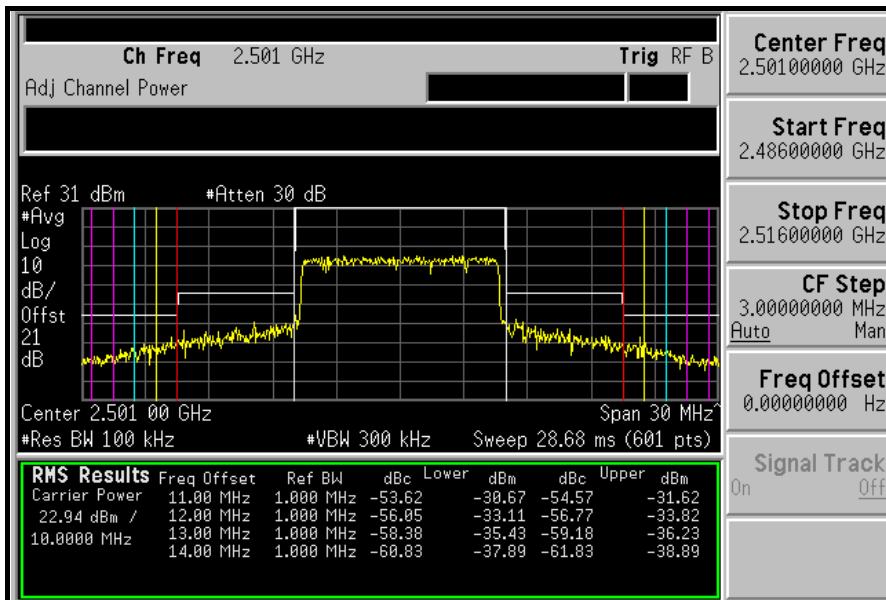 Ch Freq 2.501 GHz Trig RF B
Adj Channel Power
Ref 31 dBm #Atten 30 dB
#Avg
Log
10
dB/
Offst
21
dB
Center 2.501 00 GHz Span 30 MHz^
#Res BW 100 kHz #VBW 300 kHz Sweep 28.68 ms (601 pts)
RMS Results Freq Offset Ref BW dBc Lower dBm dBc Upper dBm
Carrier Power 11.00 MHz 1.000 MHz -53.62 -30.67 -54.57 -31.62
22.94 dBm / 12.00 MHz 1.000 MHz -56.05 -33.11 -56.77 -33.82
10.0000 MHz 13.00 MHz 1.000 MHz -58.38 -35.43 -59.18 -36.23
14.00 MHz 1.000 MHz -60.83 -37.89 -61.83 -38.89
Center Freq
2.50100000 GHz
Start Freq
2.48600000 GHz
Stop Freq
2.51600000 GHz
CF Step
3.00000000 MHz
Auto Man
Freq Offset
0.00000000 Hz
Signal Track
On Off